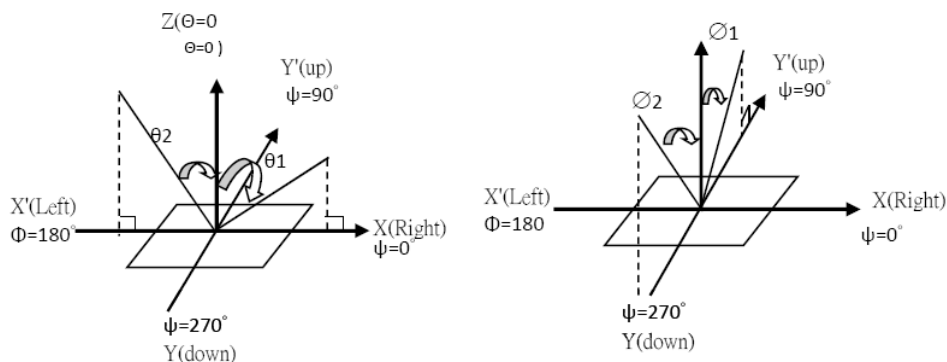 Z(Θ=0
Θ=0 )
Y'(up)
ψ=90°
θ2
θ1
X'(Left)
Φ=180°
X(Right)
ψ=0°
ψ=270°
Y(down)
∅1
Y'(up)
ψ=90°
∅2
X'(Left)
Φ=180
X(Right)
ψ=0°
ψ=270°
Y(down)